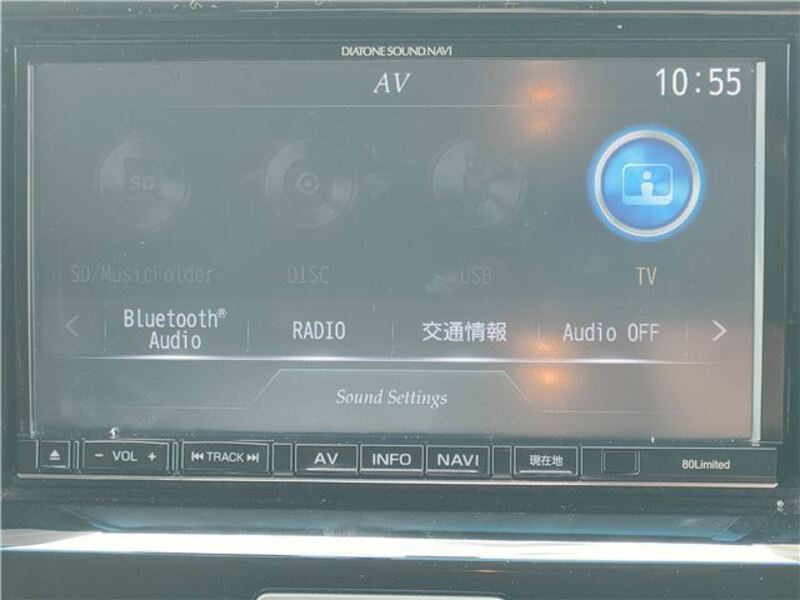 DIATONE SOUND.NAVI
AV
10:55
SD
SD/MusicFolder
DISC
USB
TV
Bluetooth®
Audio
RADIO
交通情報
Audio OFF
Sound Settings
- VOL +
TRACK
AV
INFO
NAVI
現在地
80Limited